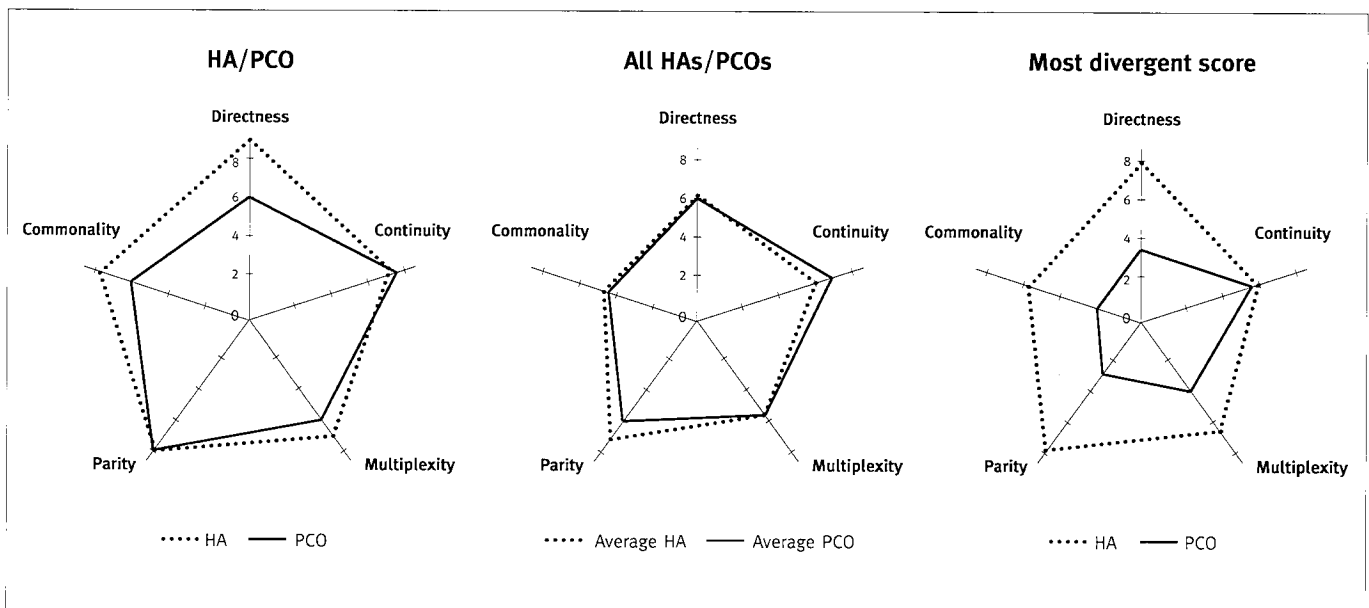 HA/PCO
Directness
8
6
4
2
0
Commonality
Continuity
Parity
Multiplexity
HA PCO
All HAs/PCOs
Directness
8
6
4
2
0
Commonality
Continuity
Parity
Multiplexity
Average HA Average PCO
Most divergent score
Directness
8
6
4
2
0
Commonality
Continuity
Parity
Multiplexity
HA PCO